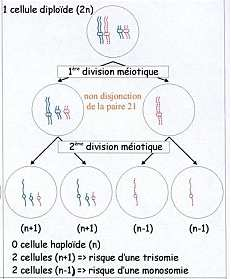 1 cellule diploïde (2n)
1ère division méiotique
non disjonction
de la paire 21
2ème division méiotique
(n+1) (n+1) (n-1) (n-1)
0 cellule haploïde (n)
2 cellules (n+1) => risque d'une trisomie
2 cellules (n-1) => risque d'une monosomie